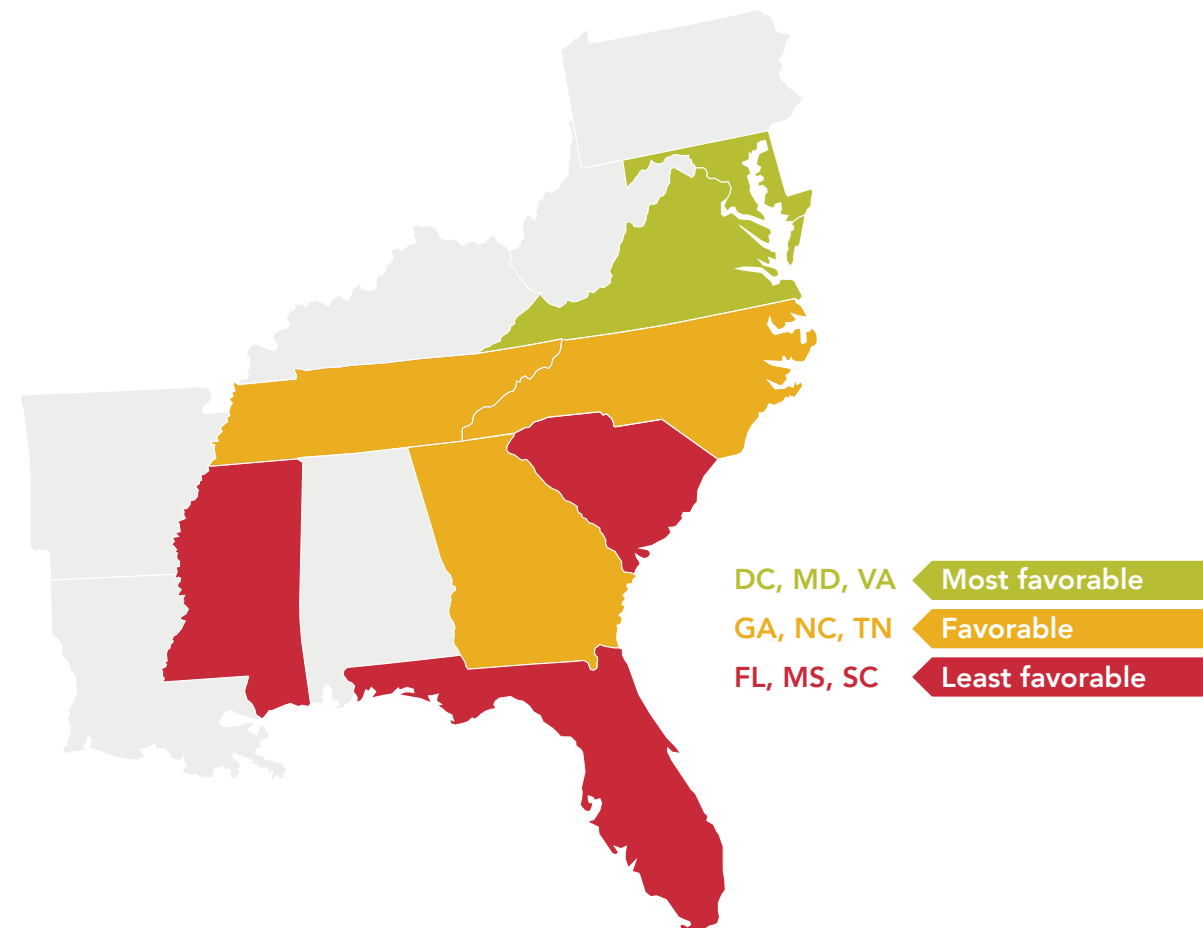 DC, MD, VA Most favorable
GA, NC, TN Favorable
FL, MS, SC Least favorable